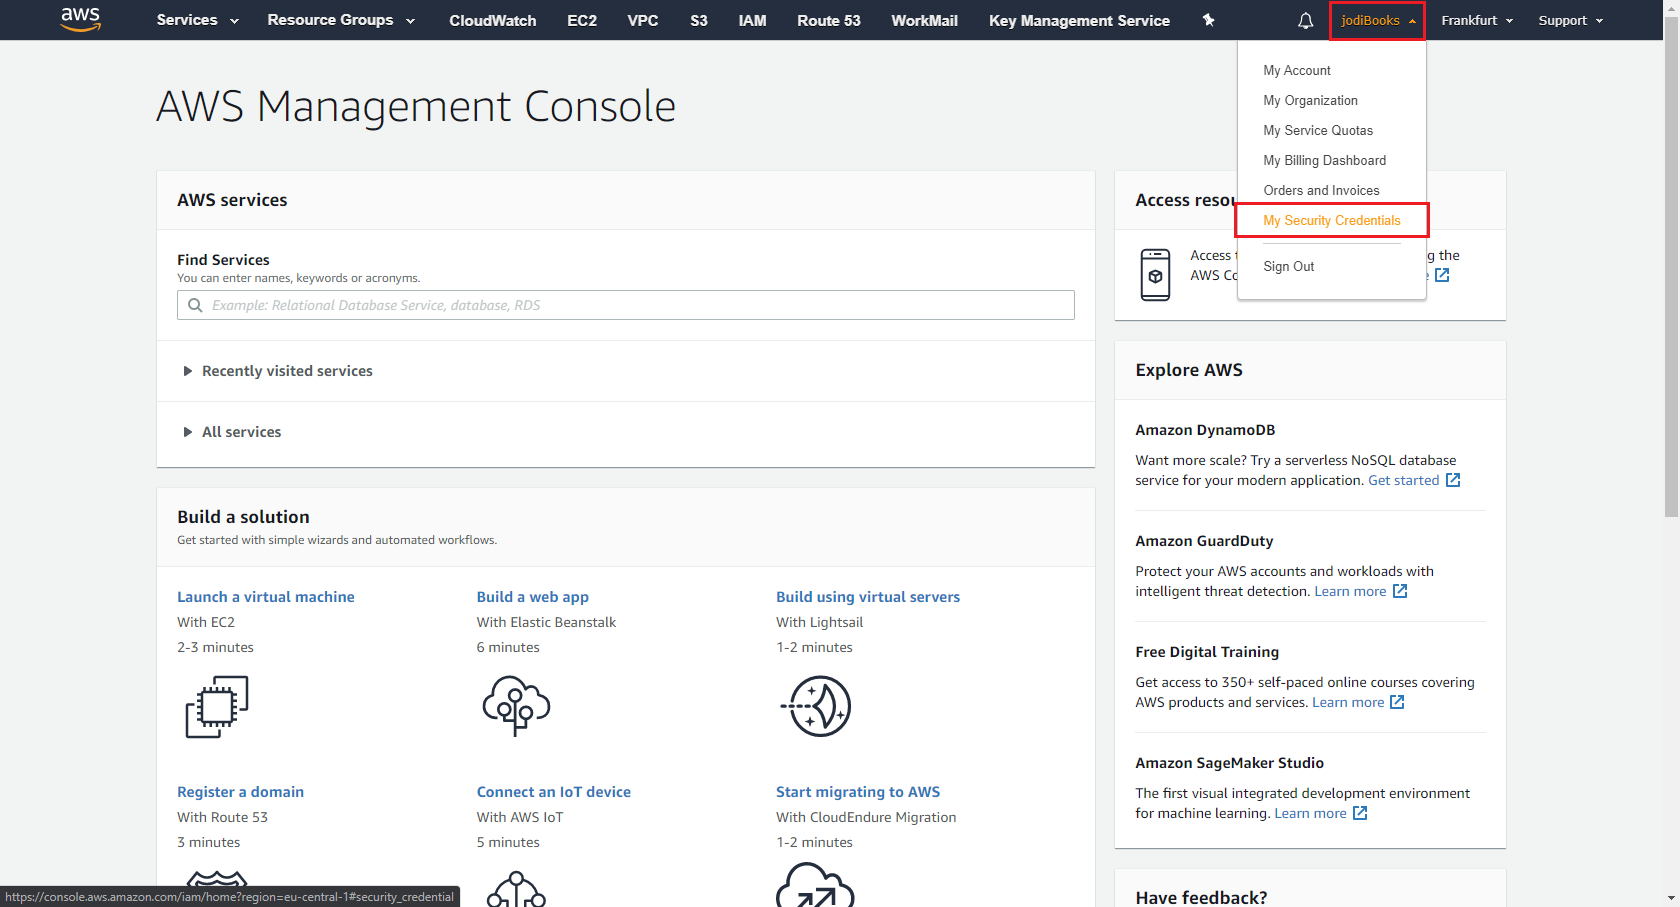 aws Services Resource Groups CloudWatch EC2 VPC S3 IAM Route 53 WorkMail Key Management Service jodiBooks Frankfurt Support
My Account
My Organization
My Service Quotas
My Billing Dashboard
Orders and Invoices
My Security Credentials
Sign Out
AWS Management Console
AWS services
Find Services
You can enter names, keywords or acronyms.
Example: Relational Database Service, database, RDS
Recently visited services
All services
Build a solution
Get started with simple wizards and automated workflows.
Launch a virtual machine
With EC2
2-3 minutes
Build a web app
With Elastic Beanstalk
6 minutes
Build using virtual servers
With Lightsail
1-2 minutes
Register a domain
With Route 53
3 minutes
Connect an IoT device
With AWS IoT
5 minutes
Start migrating to AWS
With CloudEndure Migration
1-2 minutes
Access
Access g the
AWS
Explore AWS
Amazon DynamoDB
Want more scale? Try a serverless NoSQL database
service for your modern application. Get started
Amazon GuardDuty
Protect your AWS accounts and workloads with
intelligent threat detection. Learn more
Free Digital Training
Get access to 350+ self-paced online courses covering
AWS products and services. Learn more
Amazon SageMaker Studio
The first visual integrated development environment
for machine learning. Learn more
Have feedback?
https://console.aws.amazon.com/iam/home?region=eu-central-1#security_credential